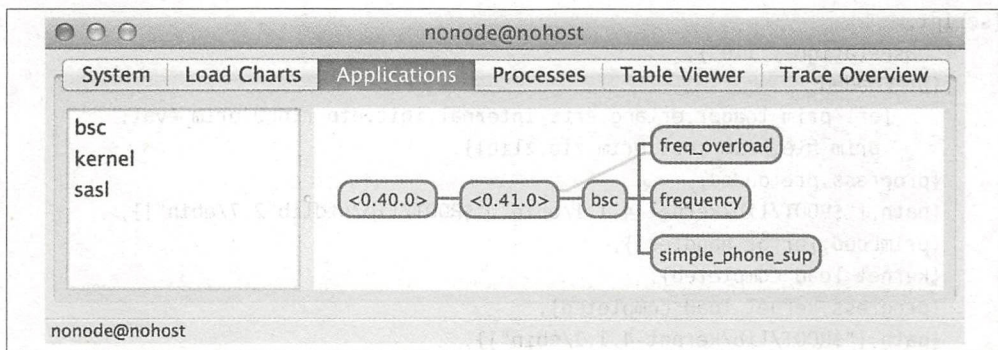 nonode@nohost
System Load Charts Applications Processes Table Viewer Trace Overview
bsc
kernel
sasl
freq_overload
<0.40.0> <0.41.0> bsc frequency
simple_phone_sup
nonode@nohost